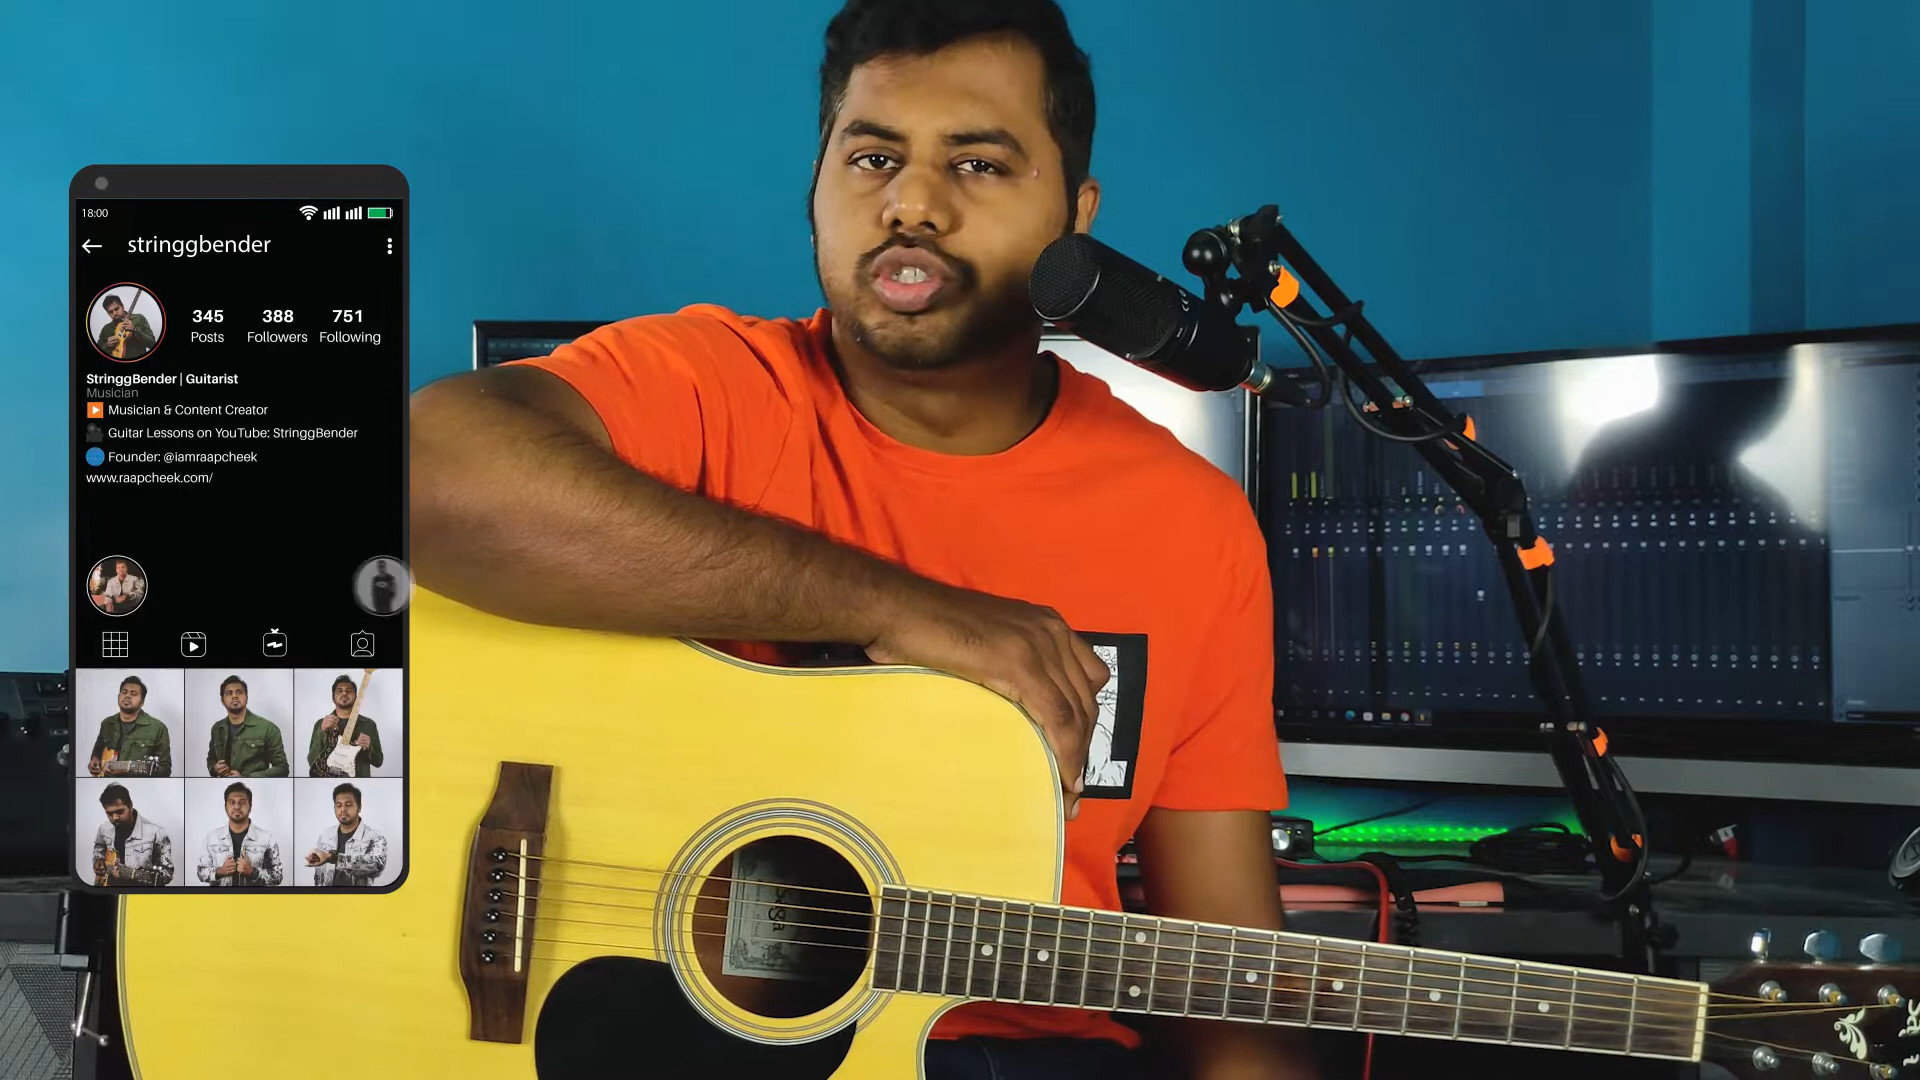 18:00
stringgbender
345 388 751
Posts Followers Following
StringgBender | Guitarist
Musician
Musician & Content Creator
Guitar Lessons on YouTube: StringgBender
Founder: @iamraapcheek
www.raapcheek.com/